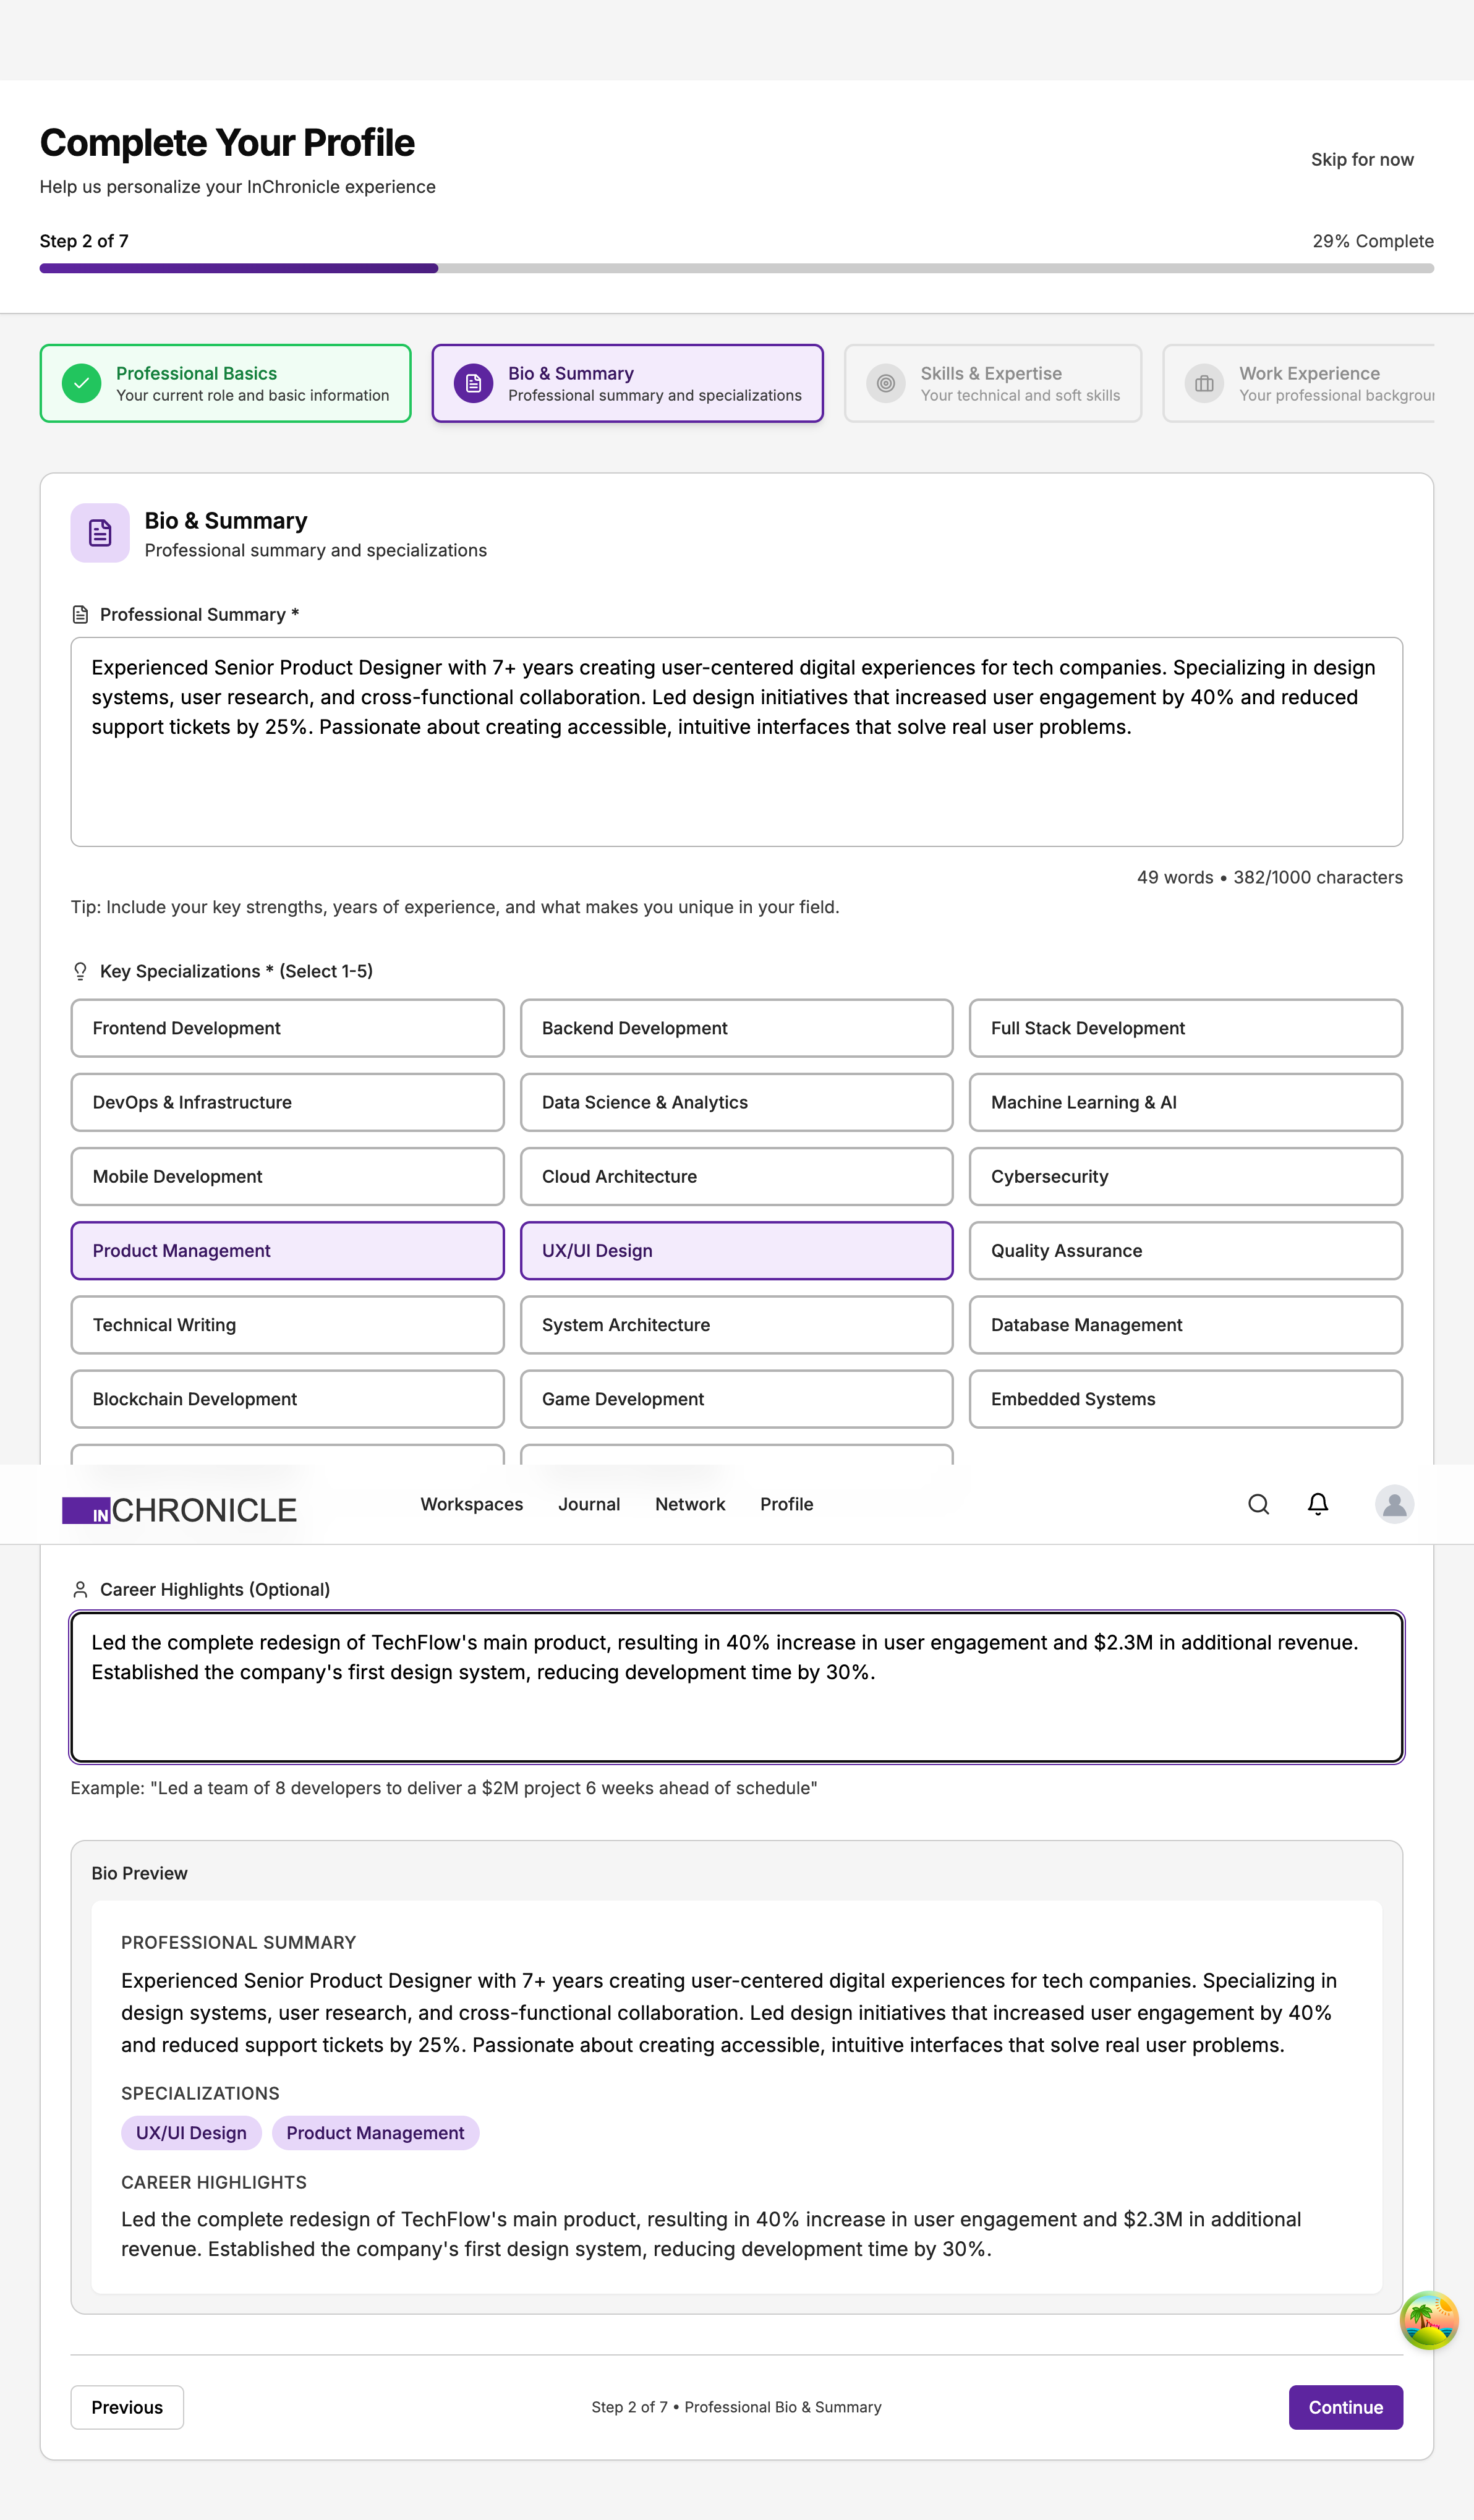 Complete Your Profile
Help us personalize your InChronicle experience
Skip for now
Step 2 of 7
29% Complete
Professional Basics
Your current role and basic information
Bio & Summary
Professional summary and specializations
Skills & Expertise
Your technical and soft skills
Work Experience
Your professional backgrour
Bio & Summary
Professional summary and specializations
Professional Summary *
Experienced Senior Product Designer with 7+ years creating user-centered digital experiences for tech companies. Specializing in design
systems, user research, and cross-functional collaboration. Led design initiatives that increased user engagement by 40% and reduced
support tickets by 25%. Passionate about creating accessible, intuitive interfaces that solve real user problems.
49 words • 382/1000 characters
Tip: Include your key strengths, years of experience, and what makes you unique in your field.
Key Specializations * (Select 1-5)
Frontend Development
Backend Development
Full Stack Development
DevOps & Infrastructure
Data Science & Analytics
Machine Learning & AI
Mobile Development
Cloud Architecture
Cybersecurity
Product Management
UX/UI Design
Quality Assurance
Technical Writing
System Architecture
Database Management
Blockchain Development
Game Development
Embedded Systems
INCHRONICLE
Workspaces
Journal
Network
Profile
Career Highlights (Optional)
Led the complete redesign of TechFlow's main product, resulting in 40% increase in user engagement and $2.3M in additional revenue.
Established the company's first design system, reducing development time by 30%.
Example: "Led a team of 8 developers to deliver a $2M project 6 weeks ahead of schedule"
Bio Preview
PROFESSIONAL SUMMARY
Experienced Senior Product Designer with 7+ years creating user-centered digital experiences for tech companies. Specializing in
design systems, user research, and cross-functional collaboration. Led design initiatives that increased user engagement by 40%
and reduced support tickets by 25%. Passionate about creating accessible, intuitive interfaces that solve real user problems.
SPECIALIZATIONS
UX/UI Design
Product Management
CAREER HIGHLIGHTS
Led the complete redesign of TechFlow's main product, resulting in 40% increase in user engagement and $2.3M in additional
revenue. Established the company's first design system, reducing development time by 30%.
Previous
Step 2 of 7 • Professional Bio & Summary
Continue